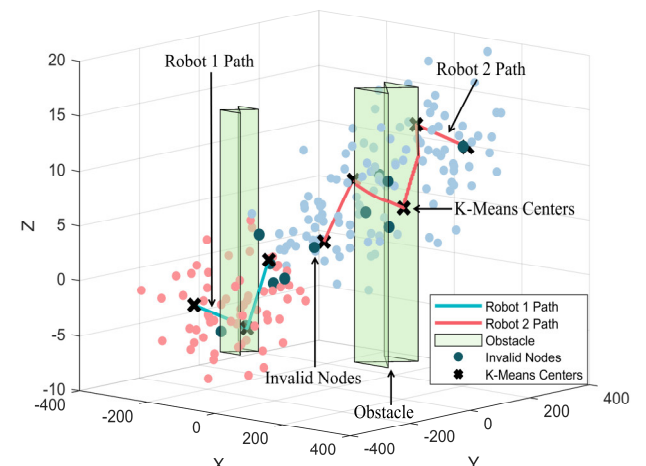 Robot 1 Path
Robot 2 Path
20
15
10
5
0
-5
-10
Z
K-Means Centers
Robot 1 Path
Robot 2 Path
Obstacle
Invalid Nodes
K-Means Centers
Invalid Nodes
Obstacle
-400
-200
0
200
400
X
-400
-200
0
200
400
Y